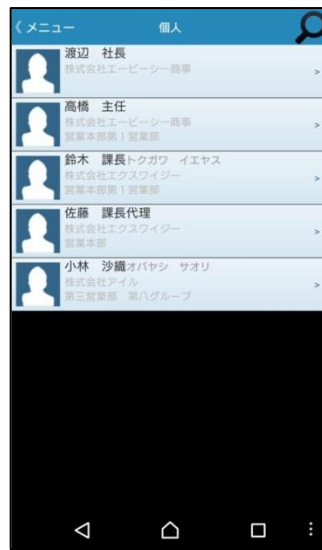 《 メニュー 個人
渡辺 社長
株式会社エービーシー商事
>
高橋 主任
株式会社エービーシー商事
営業本部第1営業部
>
鈴木 課長トクガワ イエヤス
株式会社エクスワイジー
営業本部第1営業部
>
佐藤 課長代理
株式会社エクスワイジー
営業本部
>
小林 沙織オバヤシ サオリ
株式会社アイル
第三営業部 第八グループ
>